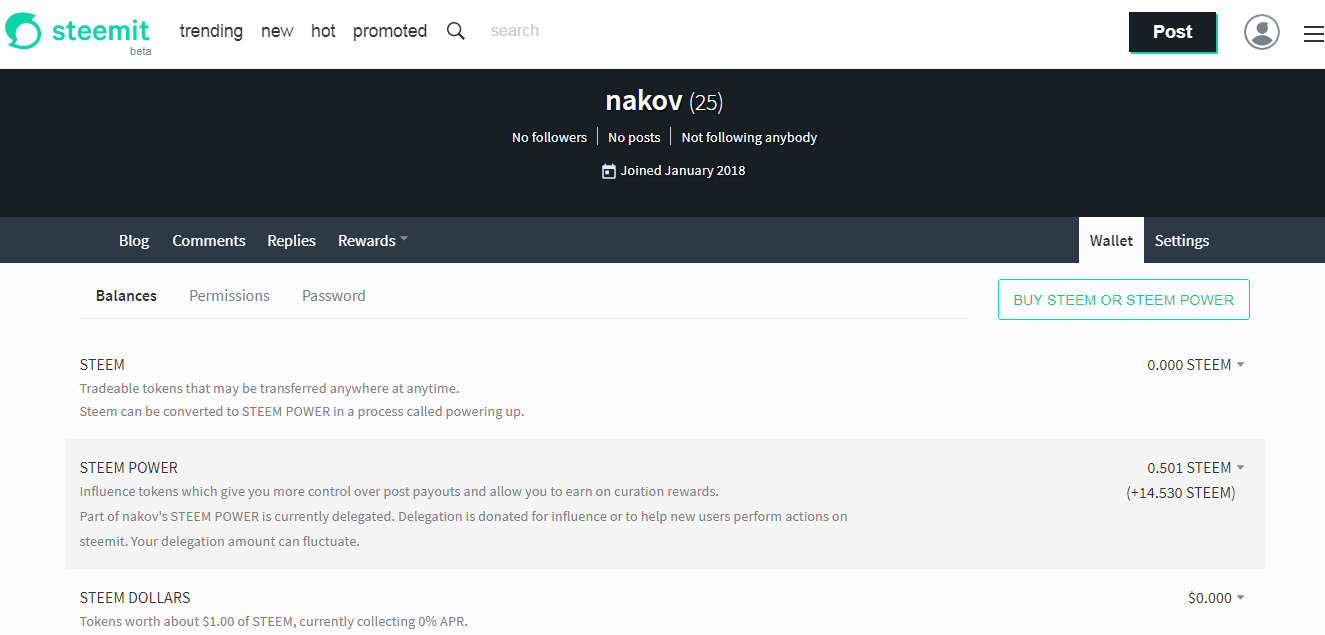 steemit
beta
trending new hot promoted search
Post
nakov (25)
No followers No posts Not following anybody
Joined January 2018
Blog Comments Replies Rewards Wallet Settings
Balances Permissions Password
BUY STEEM OR STEEM POWER
STEEM 0.000 STEEM
Tradeable tokens that may be transferred anywhere at anytime.
Steem can be converted to STEEM POWER in a process called powering up.
STEEM POWER 0.501 STEEM
Influence tokens which give you more control over post payouts and allow you to earn on curation rewards. (+14.530 STEEM)
Part of nakov's STEEM POWER is currently delegated. Delegation is donated for influence or to help new users perform actions on
steemit. Your delegation amount can fluctuate.
STEEM DOLLARS $0.000
Tokens worth about $1.00 of STEEM, currently collecting 0% APR.